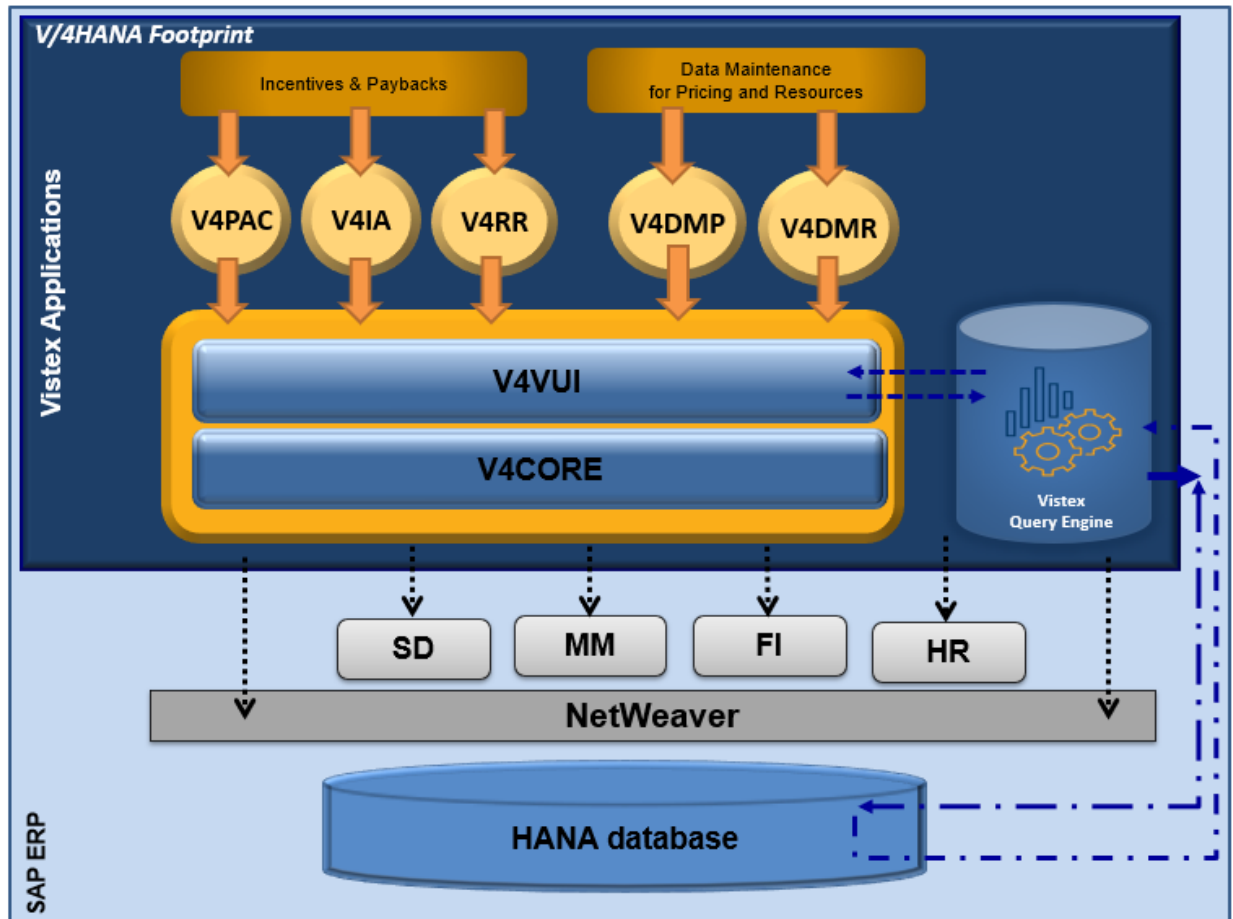 V/4HANA Footprint
Incentives & Paybacks
Data Maintenance
for Pricing and Resources
Vistex Applications
V4PAC
V4IA
V4RR
V4DMP
V4DMR
V4VUI
V4CORE
Vistex
Query Engine
SD
MM
FI
HR
NetWeaver
HANA database
SAP ERP